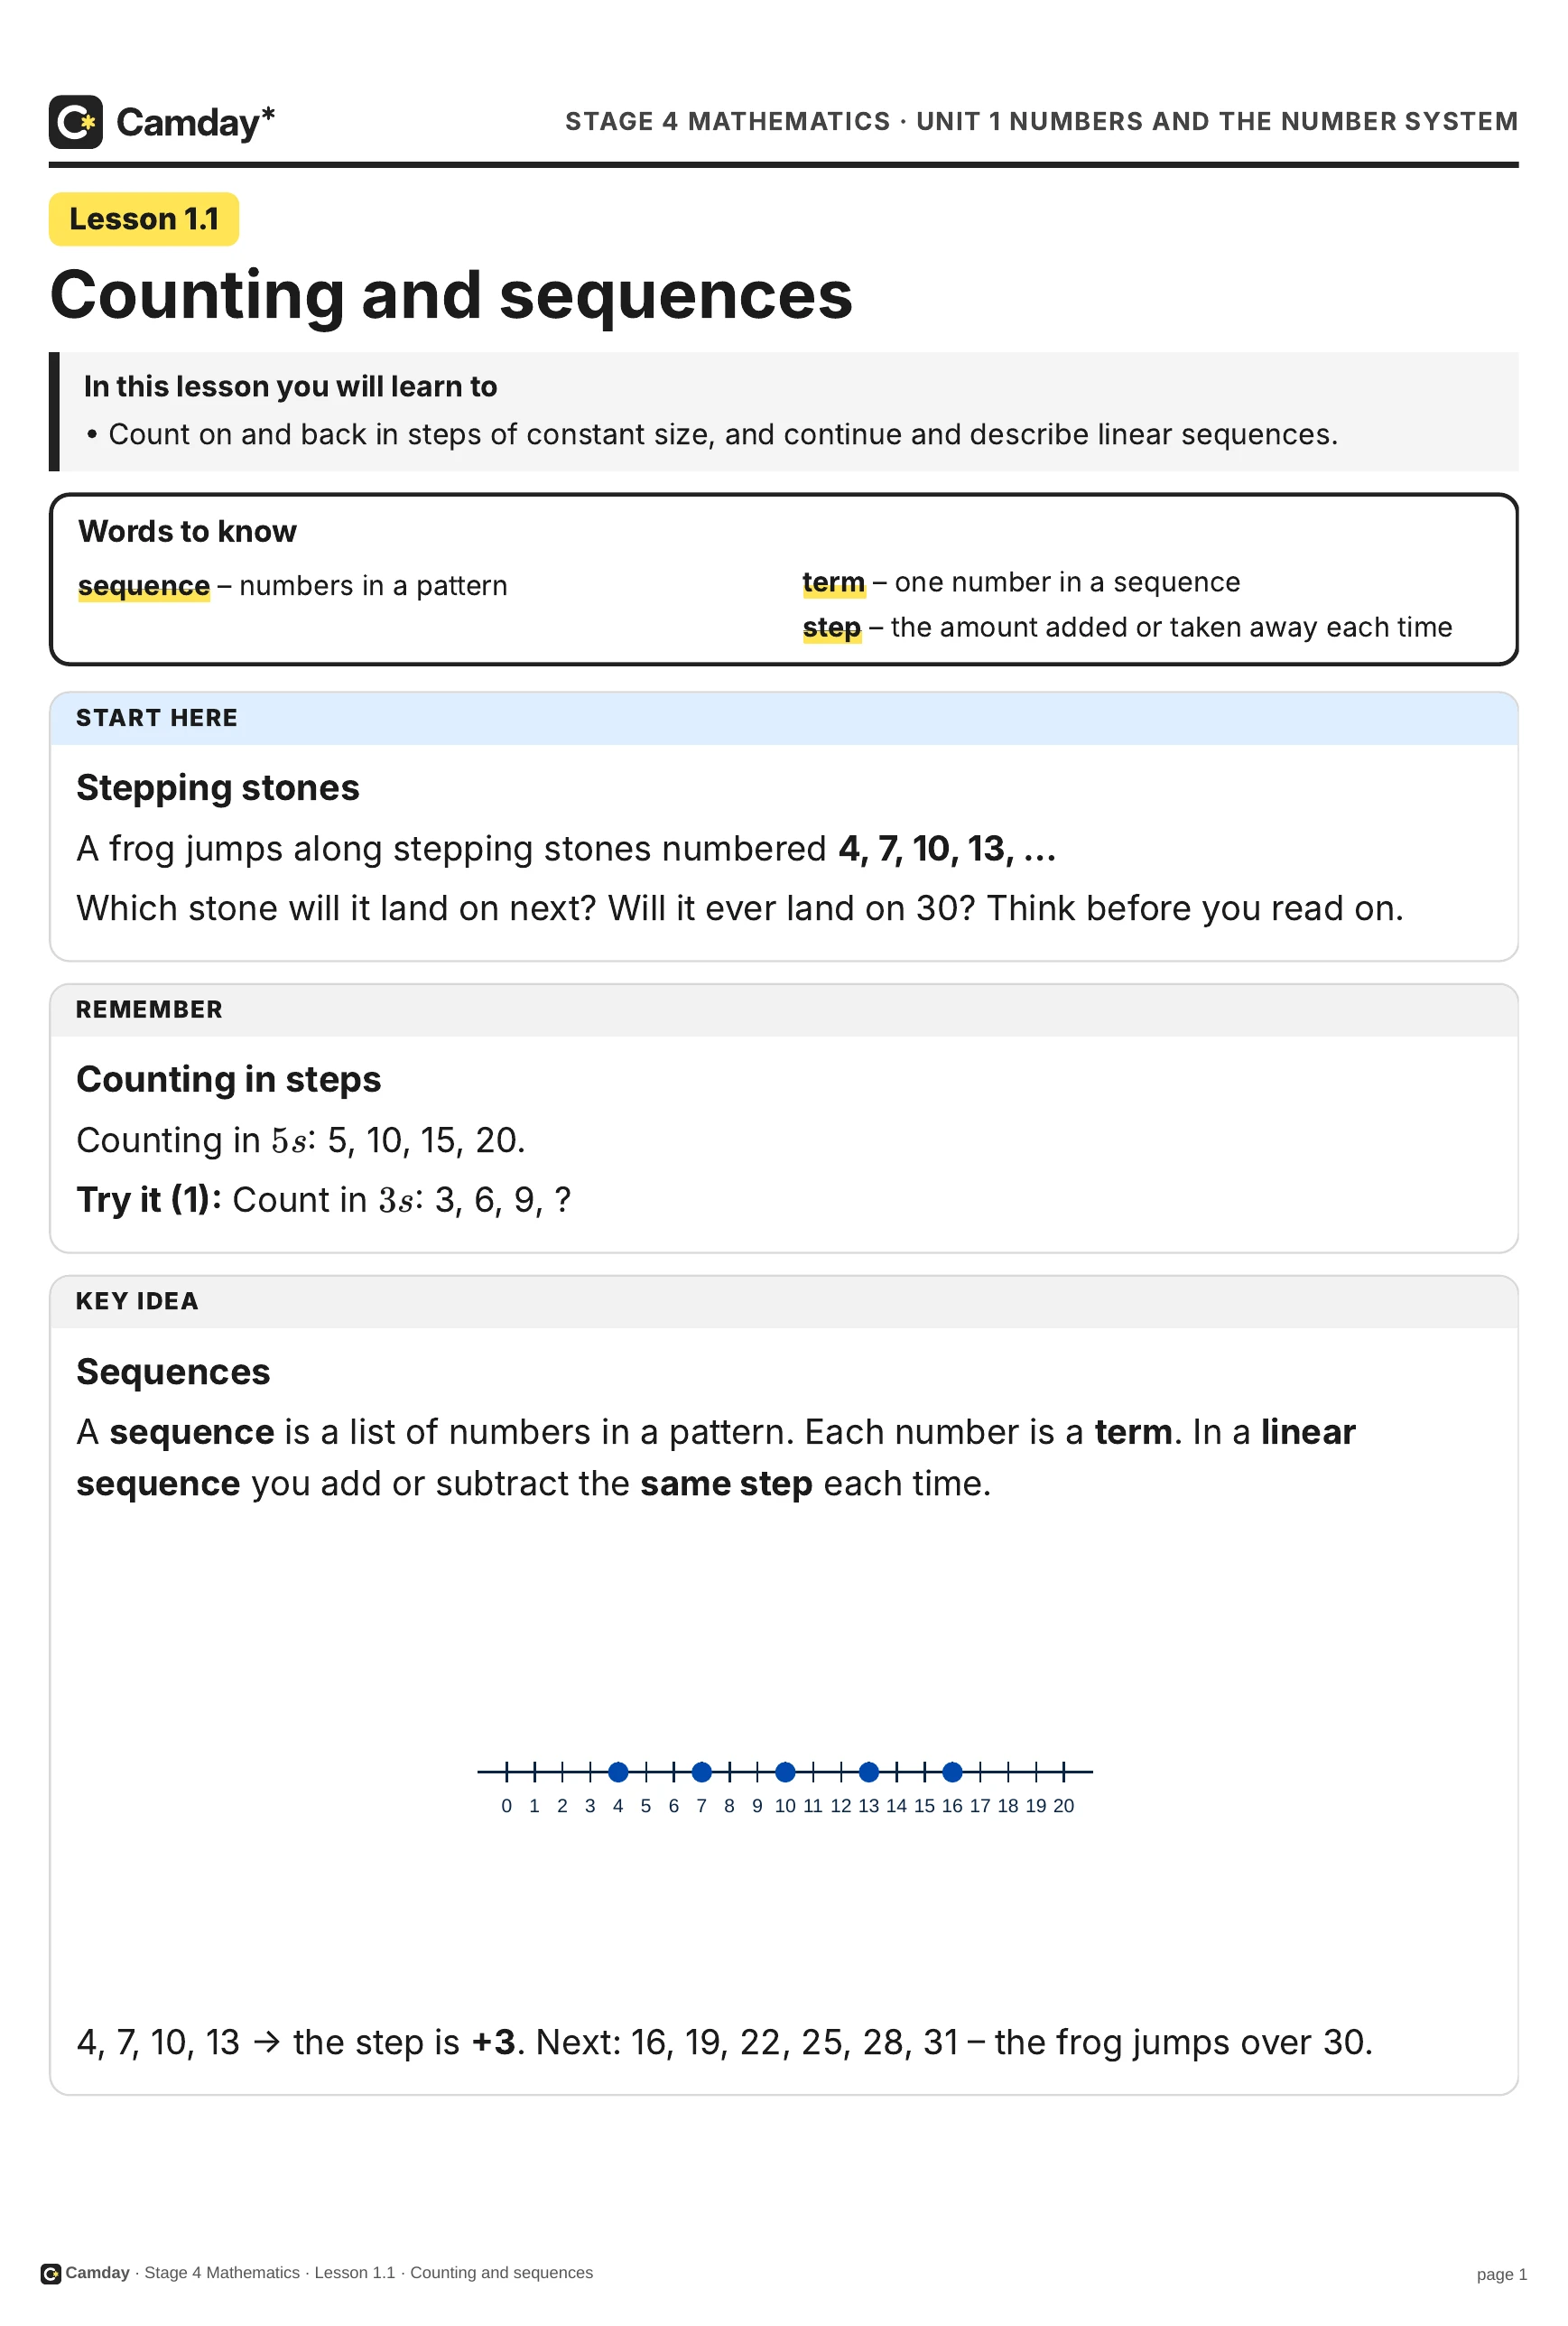 Camday*
STAGE 4 MATHEMATICS · UNIT 1 NUMBERS AND THE NUMBER SYSTEM
Lesson 1.1
Counting and sequences
In this lesson you will learn to
• Count on and back in steps of constant size, and continue and describe linear sequences.
Words to know
sequence – numbers in a pattern
term – one number in a sequence
step – the amount added or taken away each time
START HERE
Stepping stones
A frog jumps along stepping stones numbered 4, 7, 10, 13, …
Which stone will it land on next? Will it ever land on 30? Think before you read on.
REMEMBER
Counting in steps
Counting in 5s: 5, 10, 15, 20.
Try it (1): Count in 3s: 3, 6, 9, ?
KEY IDEA
Sequences
A sequence is a list of numbers in a pattern. Each number is a term. In a linear
sequence you add or subtract the same step each time.
0 1 2 3 4 5 6 7 8 9 10 11 12 13 14 15 16 17 18 19 20
4, 7, 10, 13 → the step is +3. Next: 16, 19, 22, 25, 28, 31 – the frog jumps over 30.
Camday · Stage 4 Mathematics · Lesson 1.1 · Counting and sequences
page 1